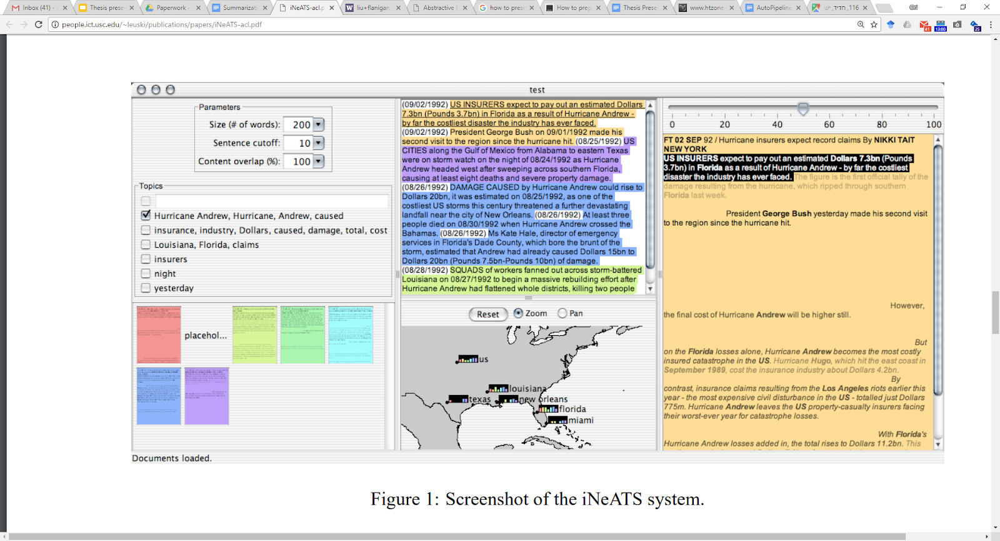 Inbox (41) -
Thesis prese
Paperwork -
Summarizati
iNeATS-acl.p
liu+flanigan
Abstractive
how to prese
How to prep
Thesis Prese
www.htzone
AutoPipeline
116, חדיד, יש
people.ict.usc.edu/~leuski/publications/papers/iNeATS-acl.pdf
41
13:00
25
test
Parameters
Size (# of words): 200
Sentence cutoff: 10
Content overlap (%): 100
Topics
Hurricane Andrew, Hurricane, Andrew, caused
insurance, industry, Dollars, caused, damage, total, cost
Louisiana, Florida, claims
insurers
night
yesterday
placehol...
(09/02/1992) US INSURERS expect to pay out an estimated Dollars
7.3bn (Pounds 3.7bn) in Florida as a result of Hurricane Andrew -
by far the costliest disaster the industry has ever faced.
(09/02/1992) President George Bush on 09/01/1992 made his
second visit to the region since the hurricane hit. (08/25/1992) US
CITIES along the Gulf of Mexico from Alabama to eastern Texas
were on storm watch on the night of 08/24/1992 as Hurricane
Andrew headed west after sweeping across southern Florida,
causing at least eight deaths and severe property damage.
(08/26/1992) DAMAGE CAUSED by Hurricane Andrew could rise to
Dollars 20bn, it was estimated on 08/25/1992, as one of the
costliest US storms this century threatened a further devastating
landfall near the city of New Orleans. (08/26/1992) At least three
people died on 08/30/1992 when Hurricane Andrew crossed the
Bahamas. (08/26/1992) Ms Kate Hale, director of emergency
services in Florida's Dade County, which bore the brunt of the
storm, estimated that Andrew had already caused Dollars 15bn to
Dollars 20bn (Pounds 7.5bn-Pounds 10bn) of damage.
(08/28/1992) SQUADS of workers fanned out across storm-battered
Louisiana on 08/27/1992 to begin a massive rebuilding effort after
Hurricane Andrew had flattened whole districts, killing two people
Reset Zoom Pan
us
louisiana
texas
new orleans
florida
miami
0 20 40 60 80 100
FT 02 SEP 92 / Hurricane insurers expect record claims By NIKKI TAIT
NEW YORK
US INSURERS expect to pay out an estimated Dollars 7.3bn (Pounds
3.7bn) in Florida as a result of Hurricane Andrew - by far the costliest
disaster the industry has ever faced. The figure is the first official tally of the
damage resulting from the hurricane, which ripped through southern
Florida last week.
President George Bush yesterday made his second visit
to the region since the hurricane hit.
However,
the final cost of Hurricane Andrew will be higher still.
But
on the Florida losses alone, Hurricane Andrew becomes the most costly
insured catastrophe in the US. Hurricane Hugo, which hit the east coast in
September 1989, cost the insurance industry about Dollars 4.2bn.
By
contrast, insurance claims resulting from the Los Angeles riots earlier this
year - the most expensive civil disturbance in the US - totalled just Dollars
775m. Hurricane Andrew leaves the US property-casualty insurers facing
their worst-ever year for catastrophe losses.
With Florida's
Hurricane Andrew losses added in, the total rises to Dollars 11.2bn. This
Documents loaded.
Figure 1: Screenshot of the iNeATS system.